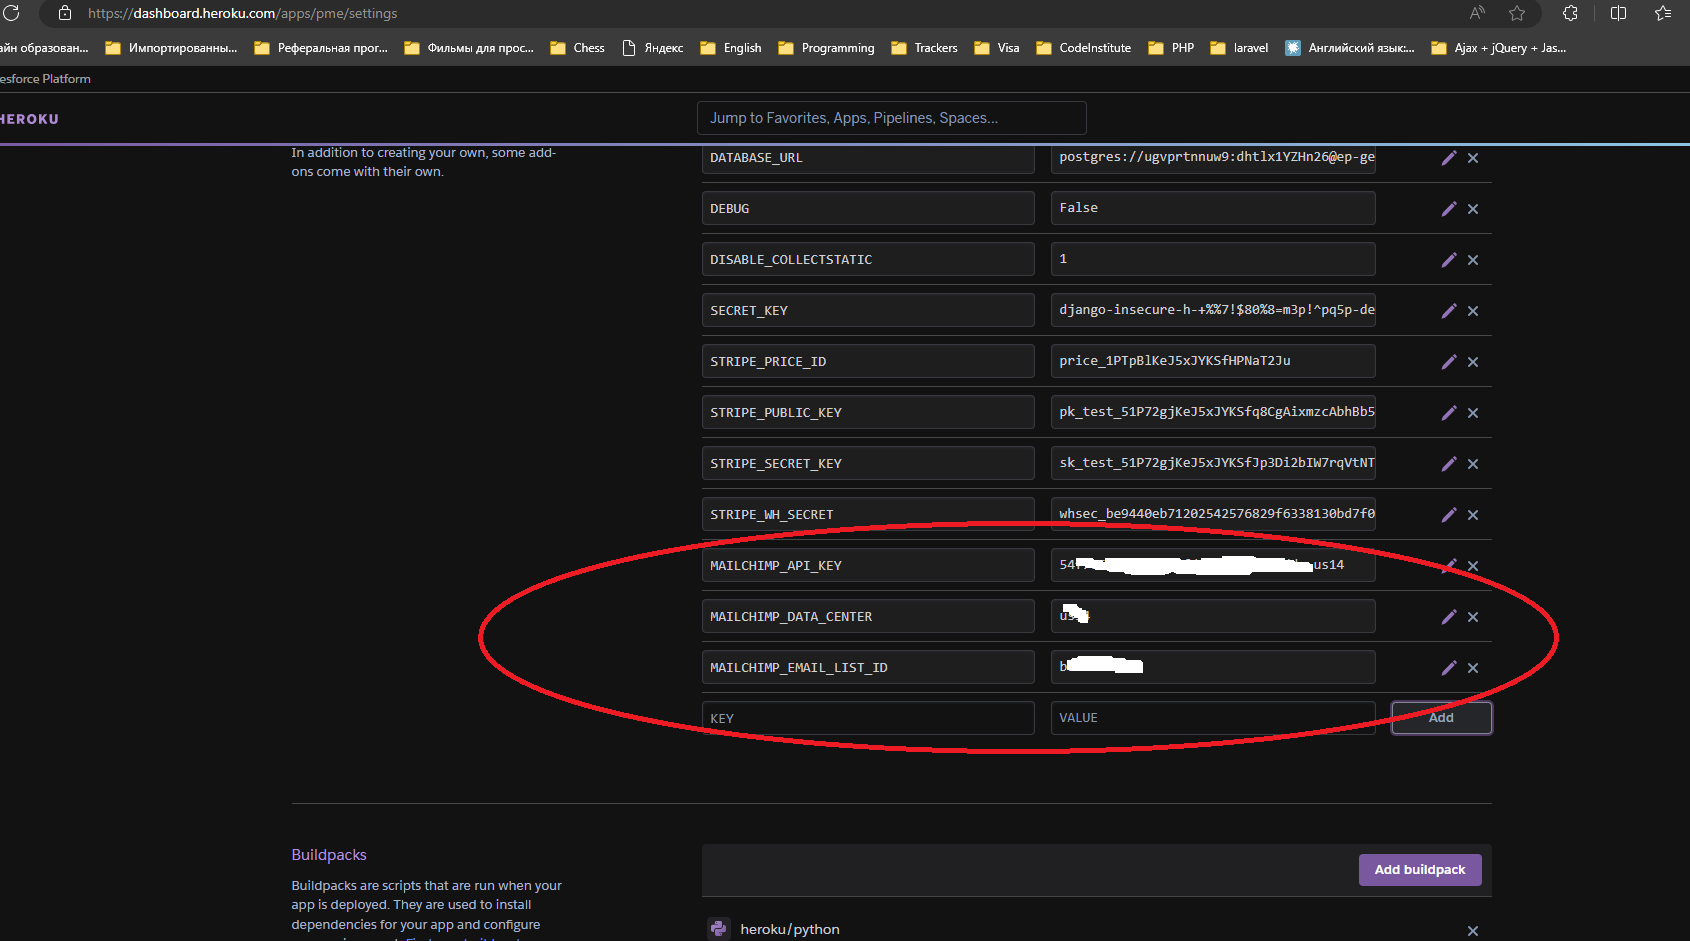 https://dashboard.heroku.com/apps/pme/settings
айн образован...
Импортированны...
Реферальная прог...
Фильмы для прос...
Chess
Яндекс
English
Programming
Trackers
Visa
CodeInstitute
PHP
laravel
Английский язык:...
Ajax + jQuery + Jas...
esforce Platform
HEROKU
Jump to Favorites, Apps, Pipelines, Spaces...
In addition to creating your own, some add-
ons come with their own.
DATABASE_URL
postgres://ugvprtnnuw9:dhtlx1YZHn26@ep-ge
DEBUG
False
DISABLE_COLLECTSTATIC
1
SECRET_KEY
django-insecure-h-+%%7!$80%8=m3p!^pq5p-de
STRIPE_PRICE_ID
price_1PTpBlKeJ5xJYKSfHPNaT2Ju
STRIPE_PUBLIC_KEY
pk_test_51P72gjKeJ5xJYKSfq8CgAixmzcAbhBb5
STRIPE_SECRET_KEY
sk_test_51P72gjKeJ5xJYKSfJp3Di2bIW7rqVtNT
STRIPE_WH_SECRET
whsec_be9440eb71202542576829f6338130bd7f0
MAILCHIMP_API_KEY
54
us14
MAILCHIMP_DATA_CENTER
us
MAILCHIMP_EMAIL_LIST_ID
b
KEY
VALUE
Add
Buildpacks
Add buildpack
Buildpacks are scripts that are run when your
app is deployed. They are used to install
dependencies for your app and configure
heroku/python